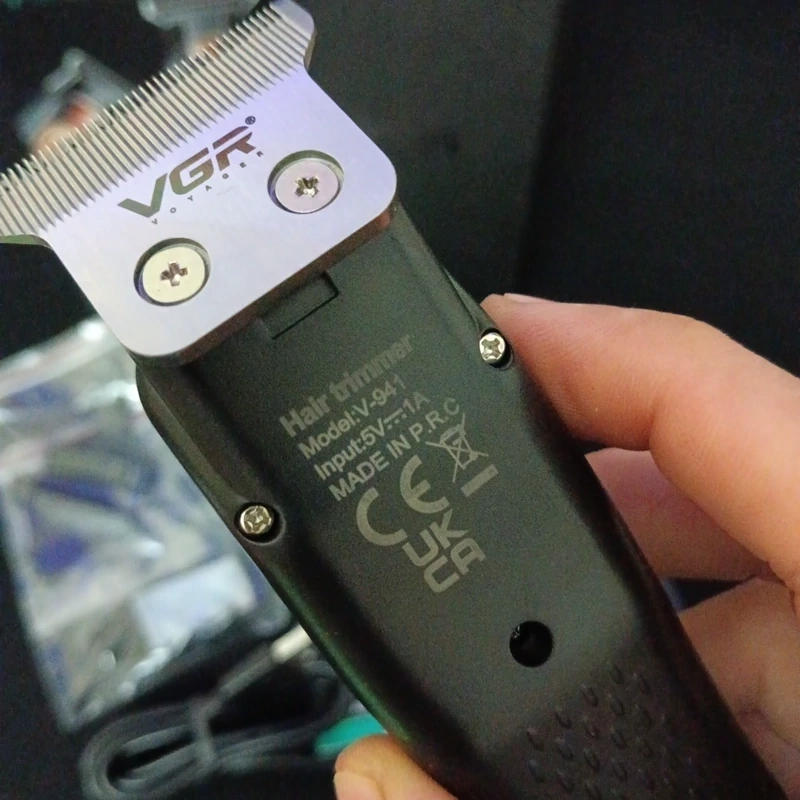 VGR®
VOYAGER
Hair trimmer
Model:V-941
Input:5V⎓1A
MADE IN P.R.C
CE
UK
CA